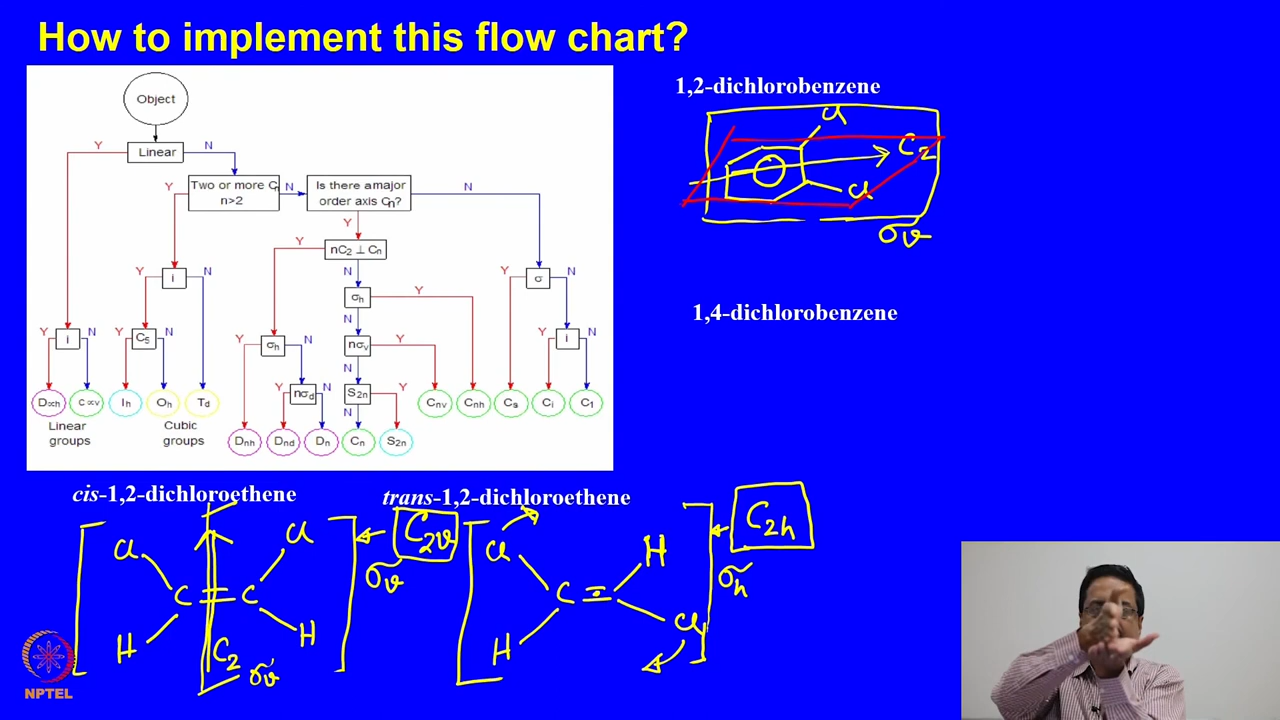 How to implement this flow chart?
Object
Y
Linear
N
Y
Two or more Cn
n>2
N
Is there a major
order axis Cn?
N
Y
Y
nC2 ⊥ Cn
N
Y
i
N
σh
Y
Y
σ
N
Y
i
N
Y
C5
N
Y
σh
N
N
nσv
Y
Y
i
N
Y
nσd
N
N
S2n
Y
N
D∞h
C∞v
Ih
Oh
Td
Cnv
Cnh
Cs
Ci
C1
Linear
groups
Cubic
groups
Dnh
Dnd
Dn
Cn
S2n
1,2-dichlorobenzene
Cl
C2
Cl
σv
1,4-dichlorobenzene
cis-1,2-dichloroethene
Cl
Cl
C
C
H
H
C2
σv
C2v
σv
trans-1,2-dichloroethene
Cl
H
C
H
Cl
C2h
σh
NPTEL